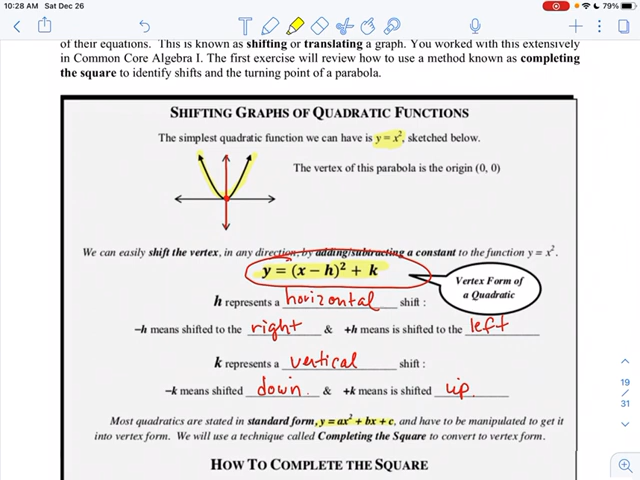 10:28 AM Sat Dec 26
79%
of their equations. This is known as shifting or translating a graph. You worked with this extensively
in Common Core Algebra I. The first exercise will review how to use a method known as completing
the square to identify shifts and the turning point of a parabola.
SHIFTING GRAPHS OF QUADRATIC FUNCTIONS
The simplest quadratic function we can have is y = x², sketched below.
The vertex of this parabola is the origin (0, 0)
We can easily shift the vertex, in any direction, by adding/subtracting a constant to the function y = x².
y = (x – h)² + k
Vertex Form of
a Quadratic
h represents a horizontal shift :
–h means shifted to the right & +h means is shifted to the left
k represents a vertical shift :
–k means shifted down. & +k means is shifted up.
Most quadratics are stated in standard form, y = ax² + bx + c, and have to be manipulated to get it
into vertex form. We will use a technique called Completing the Square to convert to vertex form.
HOW TO COMPLETE THE SQUARE
19
/
31